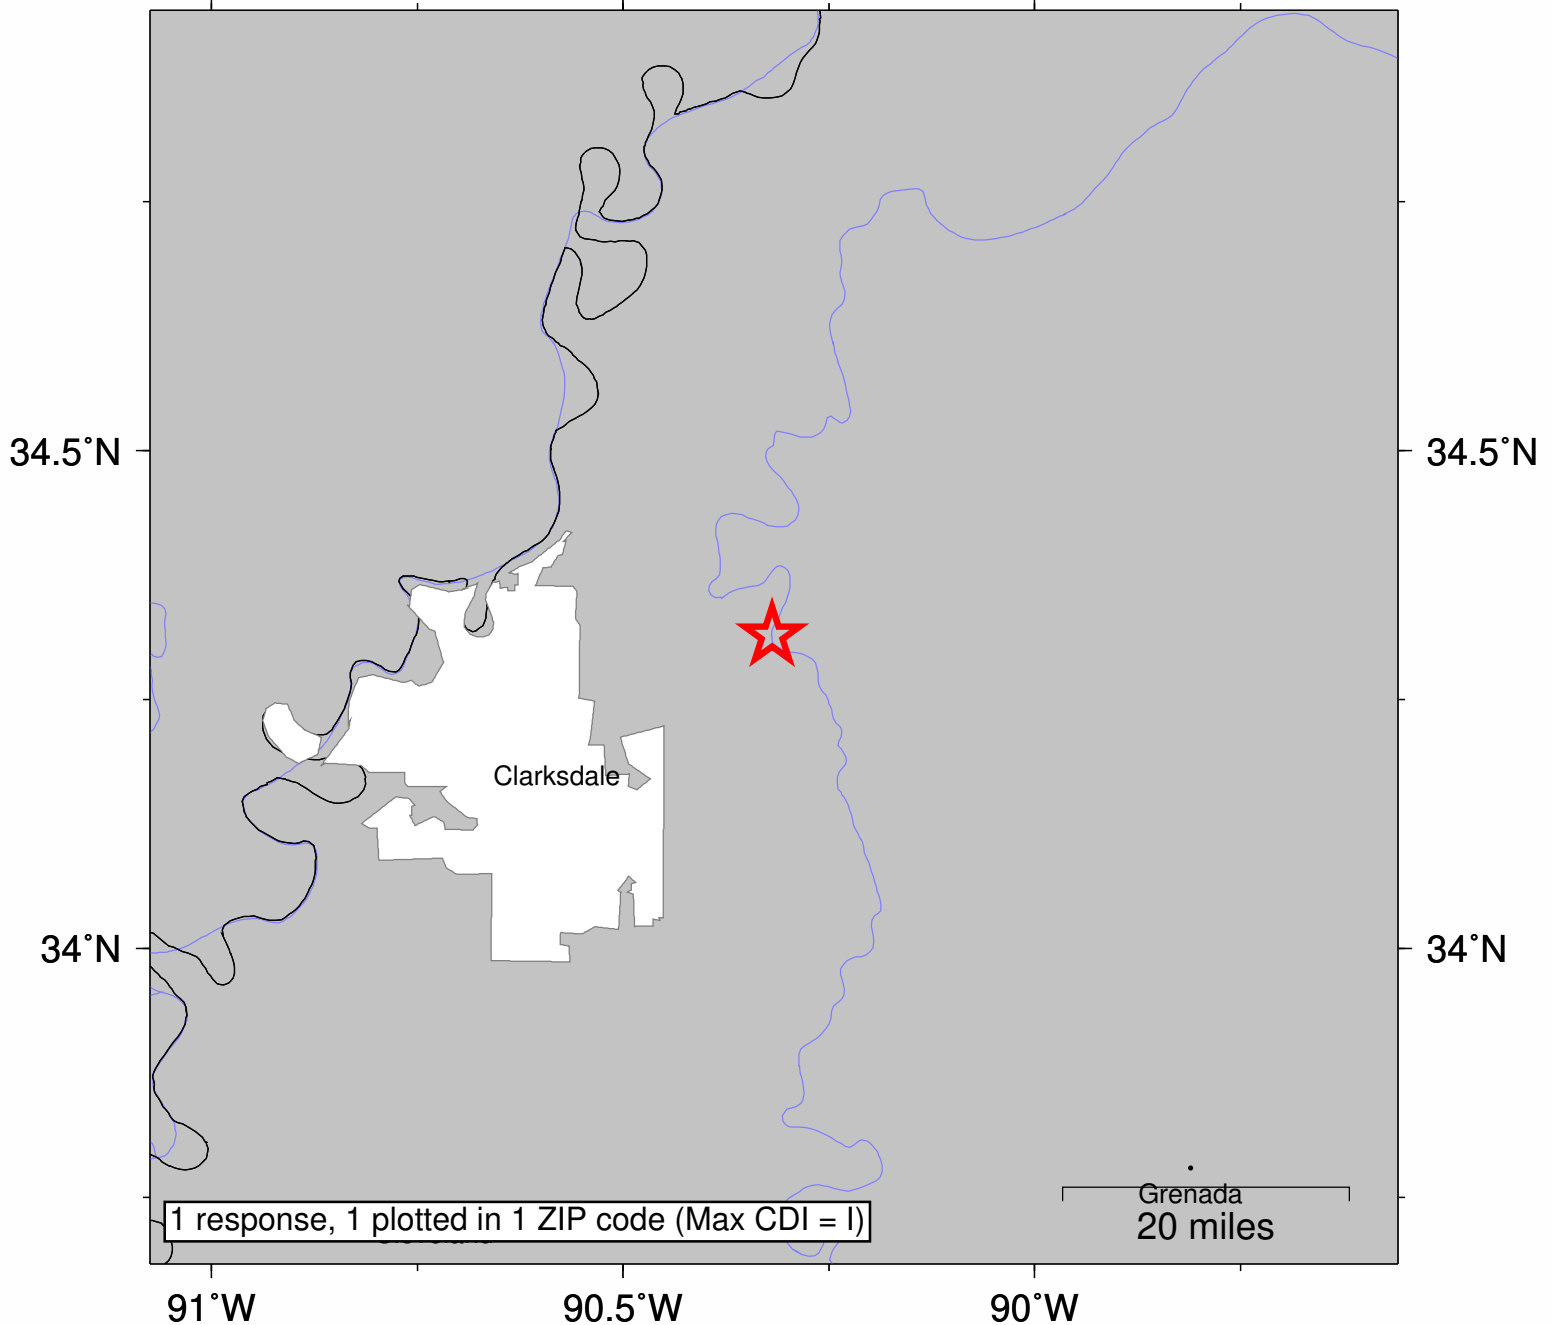 34.5°N
34.5°N
Clarksdale
34°N
34°N
Grenada
20 miles
1 response, 1 plotted in 1 ZIP code (Max CDI = I)
91°W
90.5°W
90°W